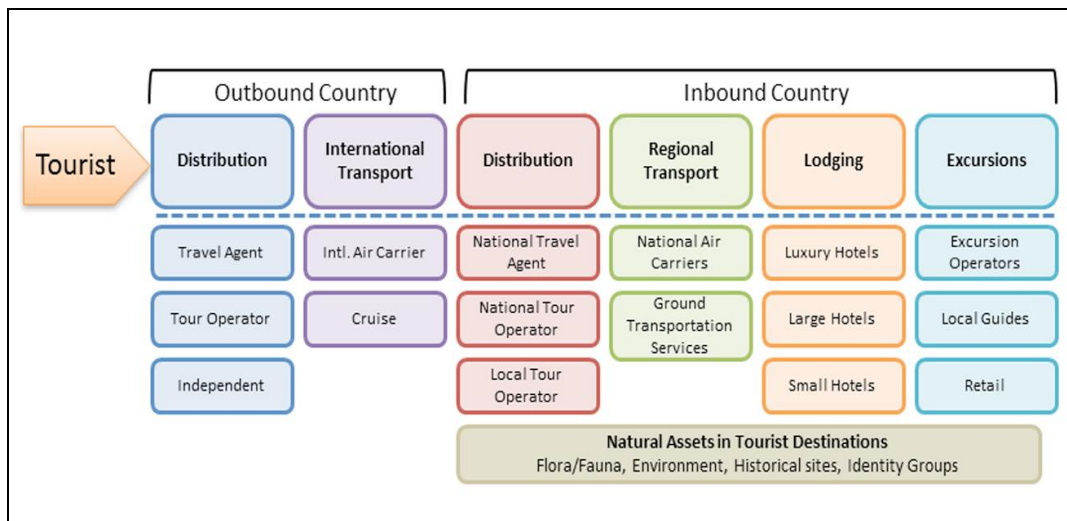 Outbound Country
Inbound Country
Tourist
Distribution
International
Transport
Distribution
Regional
Transport
Lodging
Excursions
Travel Agent
Intl. Air Carrier
National Travel
Agent
National Air
Carriers
Luxury Hotels
Excursion
Operators
Tour Operator
Cruise
National Tour
Operator
Ground
Transportation
Services
Large Hotels
Local Guides
Independent
Local Tour
Operator
Small Hotels
Retail
Natural Assets in Tourist Destinations
Flora/Fauna, Environment, Historical sites, Identity Groups